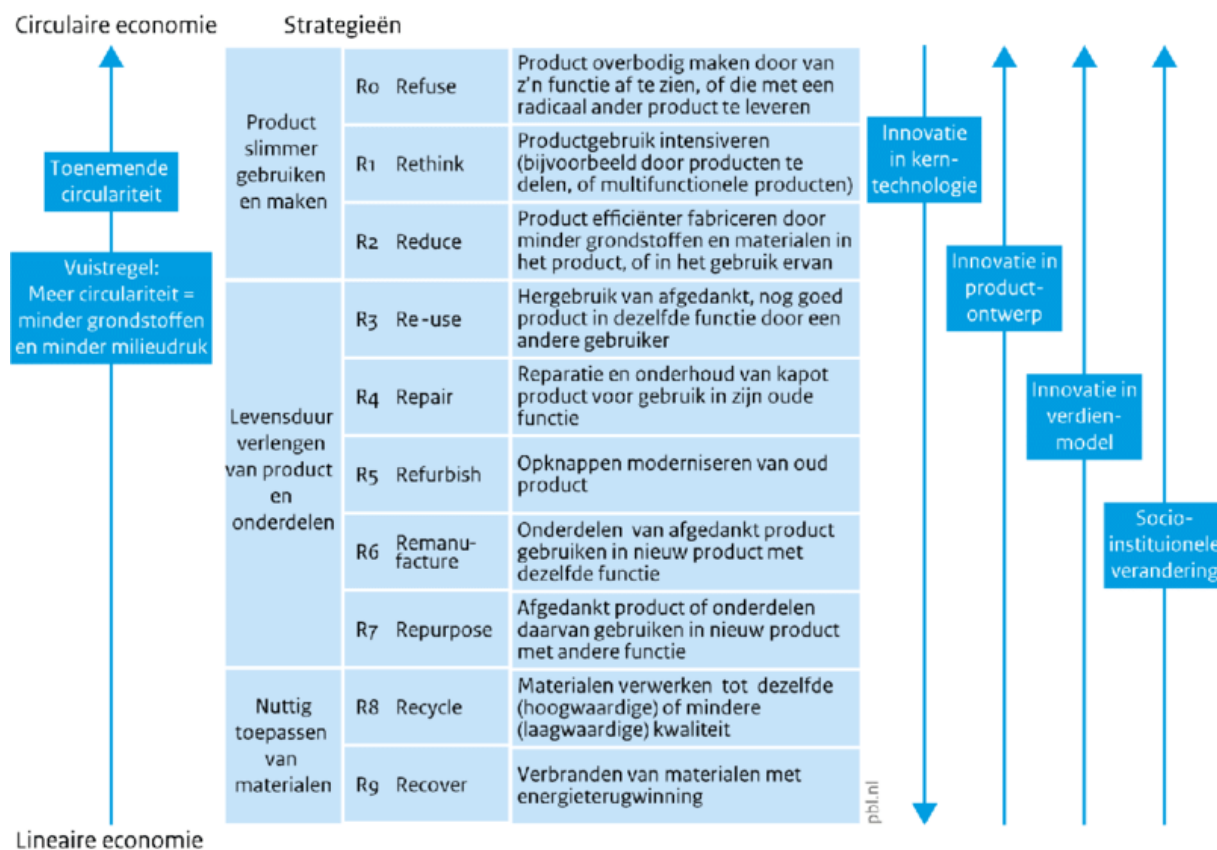 Circulaire economie
Strategieën
Toenemende
circulariteit
Vuistregel:
Meer circulariteit =
minder grondstoffen
en minder milieudruk
Lineaire economie
Product
slimmer
gebruiken
en maken
R0 Refuse
Product overbodig maken door van
z'n functie af te zien, of die met een
radicaal ander product te leveren
R1 Rethink
Productgebruik intensiveren
(bijvoorbeeld door producten te
delen, of multifunctionele producten)
R2 Reduce
Product efficiënter fabriceren door
minder grondstoffen en materialen in
het product, of in het gebruik ervan
Levensduur
verlengen
van product
en
onderdelen
R3 Re-use
Hergebruik van afgedankt, nog goed
product in dezelfde functie door een
andere gebruiker
R4 Repair
Reparatie en onderhoud van kapot
product voor gebruik in zijn oude
functie
R5 Refurbish
Opknappen moderniseren van oud
product
R6 Remanu-
facture
Onderdelen van afgedankt product
gebruiken in nieuw product met
dezelfde functie
R7 Repurpose
Afgedankt product of onderdelen
daarvan gebruiken in nieuw product
met andere functie
Nuttig
toepassen
van
materialen
R8 Recycle
Materialen verwerken tot dezelfde
(hoogwaardige) of mindere
(laagwaardige) kwaliteit
R9 Recover
Verbranden van materialen met
energieterugwinning
pbl.nl
Innovatie
in kern-
technologie
Innovatie in
product-
ontwerp
Innovatie in
verdien-
model
Socio-
instituionele
verandering